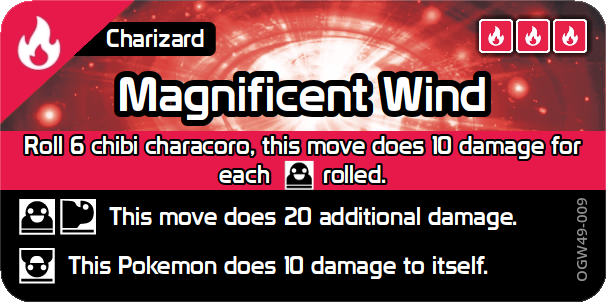 Charizard
Magnificent Wind
Roll 6 chibi characoro, this move does 10 damage for
each rolled.
This move does 20 additional damage.
This Pokemon does 10 damage to itself.
OGW49-009